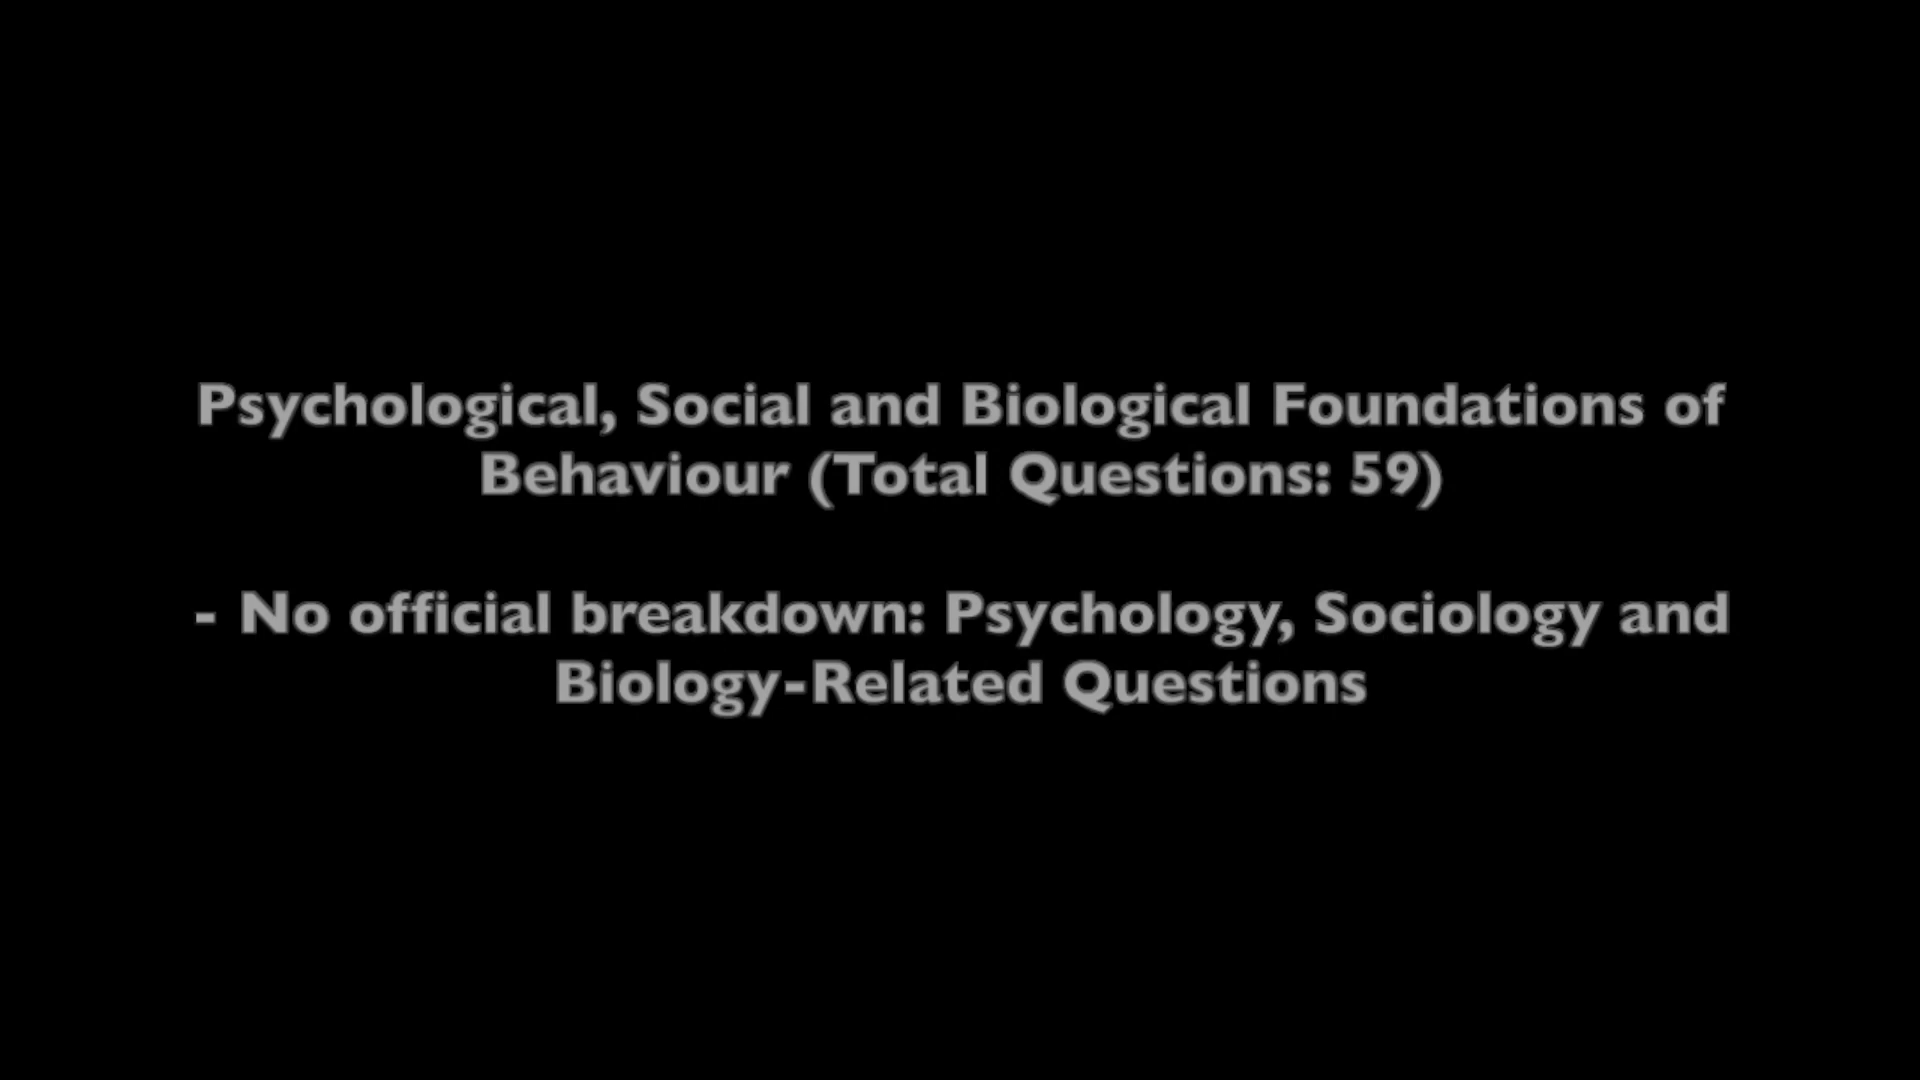 Psychological, Social and Biological Foundations of
Behaviour (Total Questions: 59)
- No official breakdown: Psychology, Sociology and
Biology-Related Questions